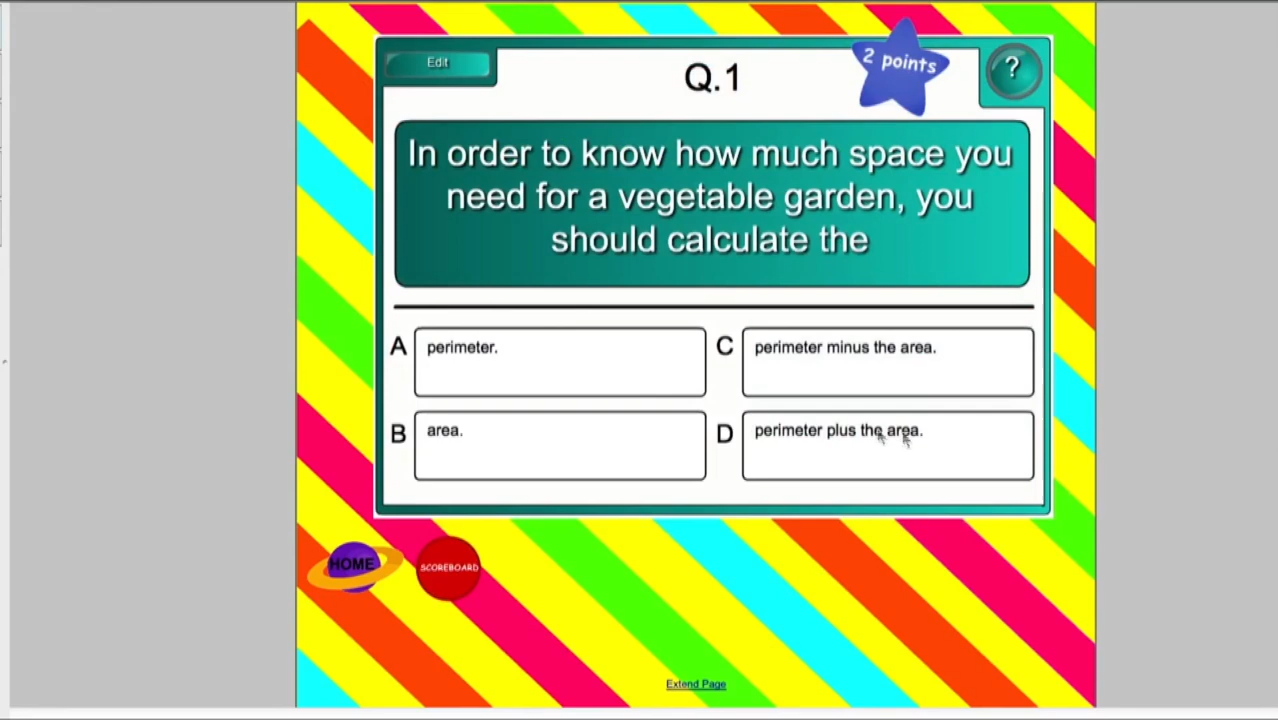 Edit
Q.1
2 points
?
In order to know how much space you
need for a vegetable garden, you
should calculate the
A
perimeter.
C
perimeter minus the area.
B
area.
D
perimeter plus the area.
HOME
SCOREBOARD
Extend Page